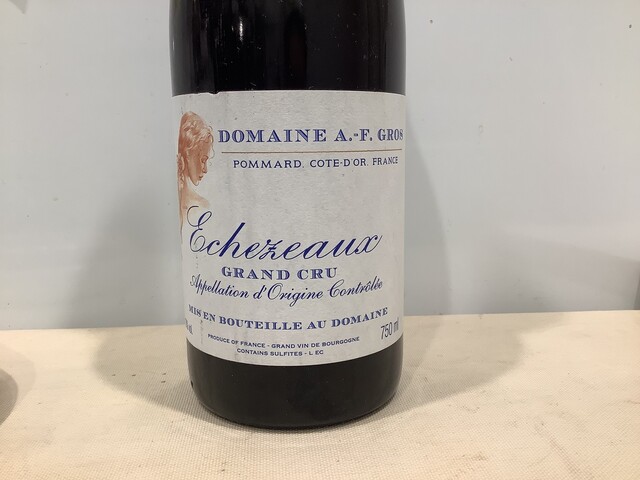 DOMAINE A.-F. GROS
POMMARD. COTE-D'OR. FRANCE
Echezeaux
GRAND CRU
Appellation d'Origine Contrôlée
MIS EN BOUTEILLE AU DOMAINE
750 ml
PRODUCE OF FRANCE - GRAND VIN DE BOURGOGNE
CONTAINS SULFITES - L EC